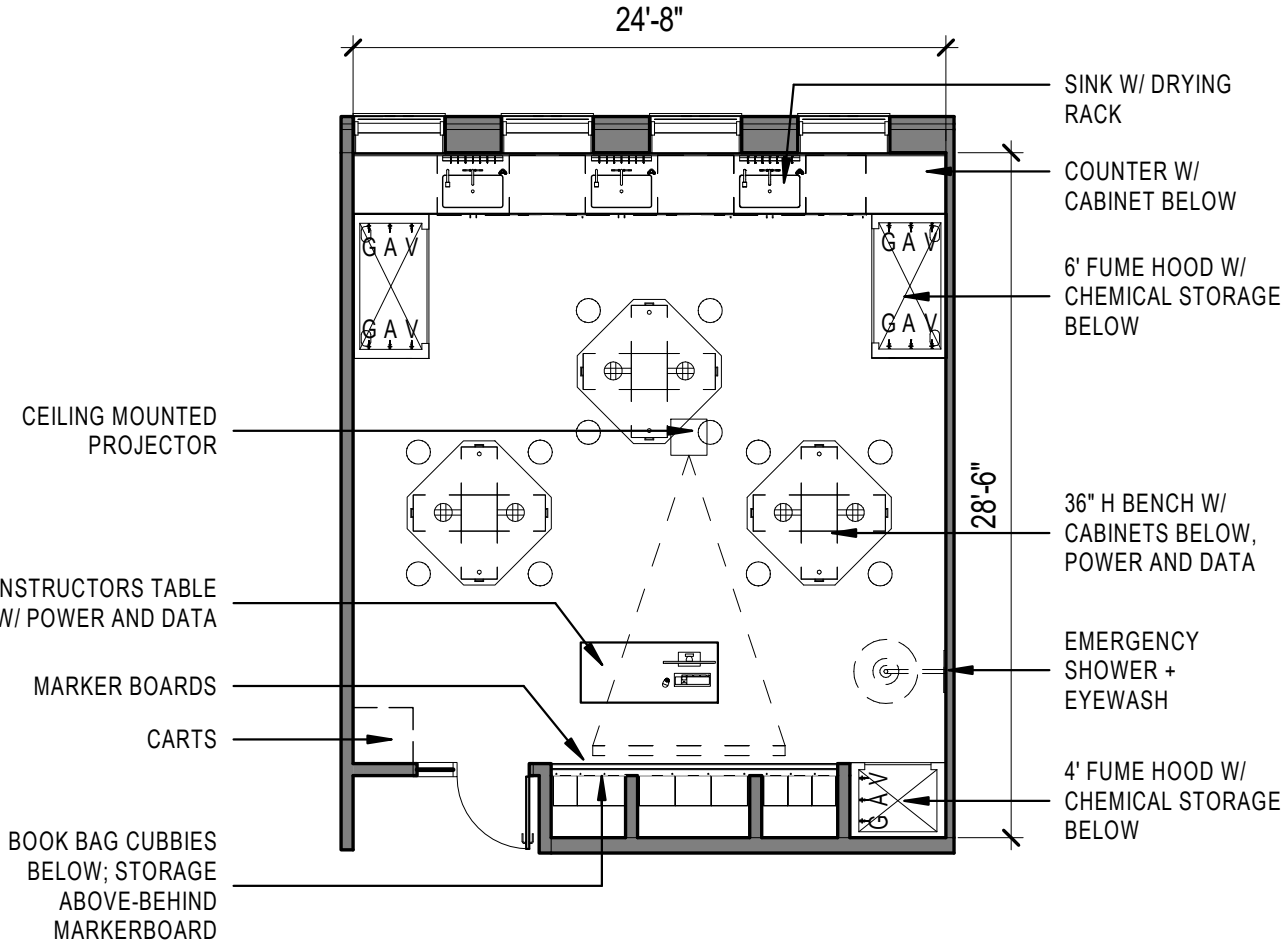 24'-8"
SINK W/ DRYING
RACK
COUNTER W/
CABINET BELOW
G A V
G A V
6' FUME HOOD W/
CHEMICAL STORAGE
BELOW
G A V
G A V
CEILING MOUNTED
PROJECTOR
28'-6"
36" H BENCH W/
CABINETS BELOW,
POWER AND DATA
NSTRUCTORS TABLE
W/ POWER AND DATA
EMERGENCY
SHOWER +
EYEWASH
MARKER BOARDS
CARTS
4' FUME HOOD W/
CHEMICAL STORAGE
BELOW
G A V
BOOK BAG CUBBIES
BELOW; STORAGE
ABOVE-BEHIND
MARKERBOARD